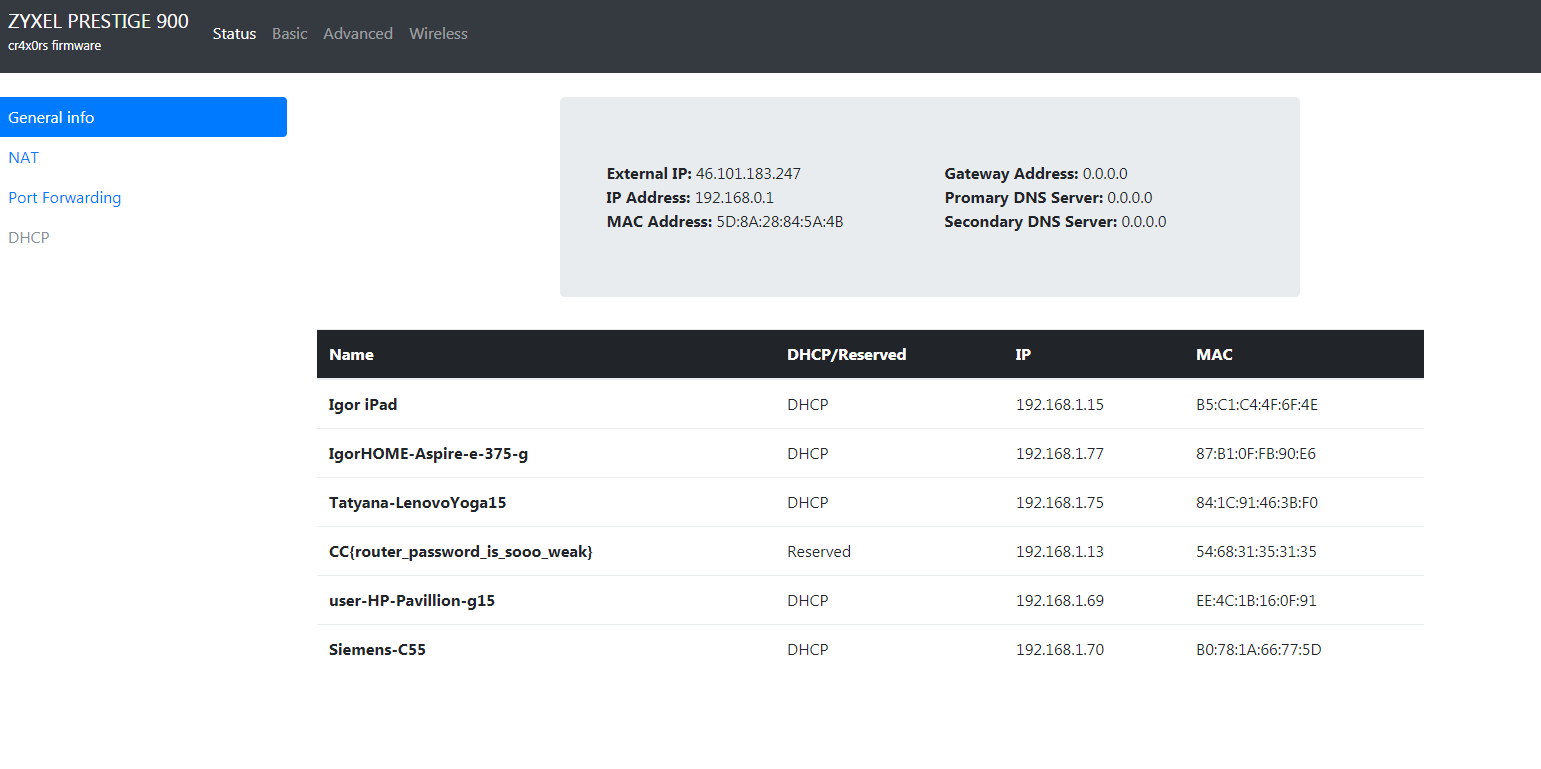 ZYXEL PRESTIGE 900
cr4x0rs firmware
Status Basic Advanced Wireless
General info
NAT
Port Forwarding
DHCP
External IP: 46.101.183.247
IP Address: 192.168.0.1
MAC Address: 5D:8A:28:84:5A:4B
Gateway Address: 0.0.0.0
Promary DNS Server: 0.0.0.0
Secondary DNS Server: 0.0.0.0
Name DHCP/Reserved IP MAC
Igor iPad DHCP 192.168.1.15 B5:C1:C4:4F:6F:4E
IgorHOME-Aspire-e-375-g DHCP 192.168.1.77 87:B1:0F:FB:90:E6
Tatyana-LenovoYoga15 DHCP 192.168.1.75 84:1C:91:46:3B:F0
CC{router_password_is_sooo_weak} Reserved 192.168.1.13 54:68:31:35:31:35
user-HP-Pavillion-g15 DHCP 192.168.1.69 EE:4C:1B:16:0F:91
Siemens-C55 DHCP 192.168.1.70 B0:78:1A:66:77:5D